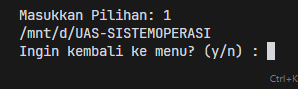 Masukkan Pilihan: 1
/mnt/d/UAS-SISTEMOPERASI
Ingin kembali ke menu? (y/n) :
Ctrl+K